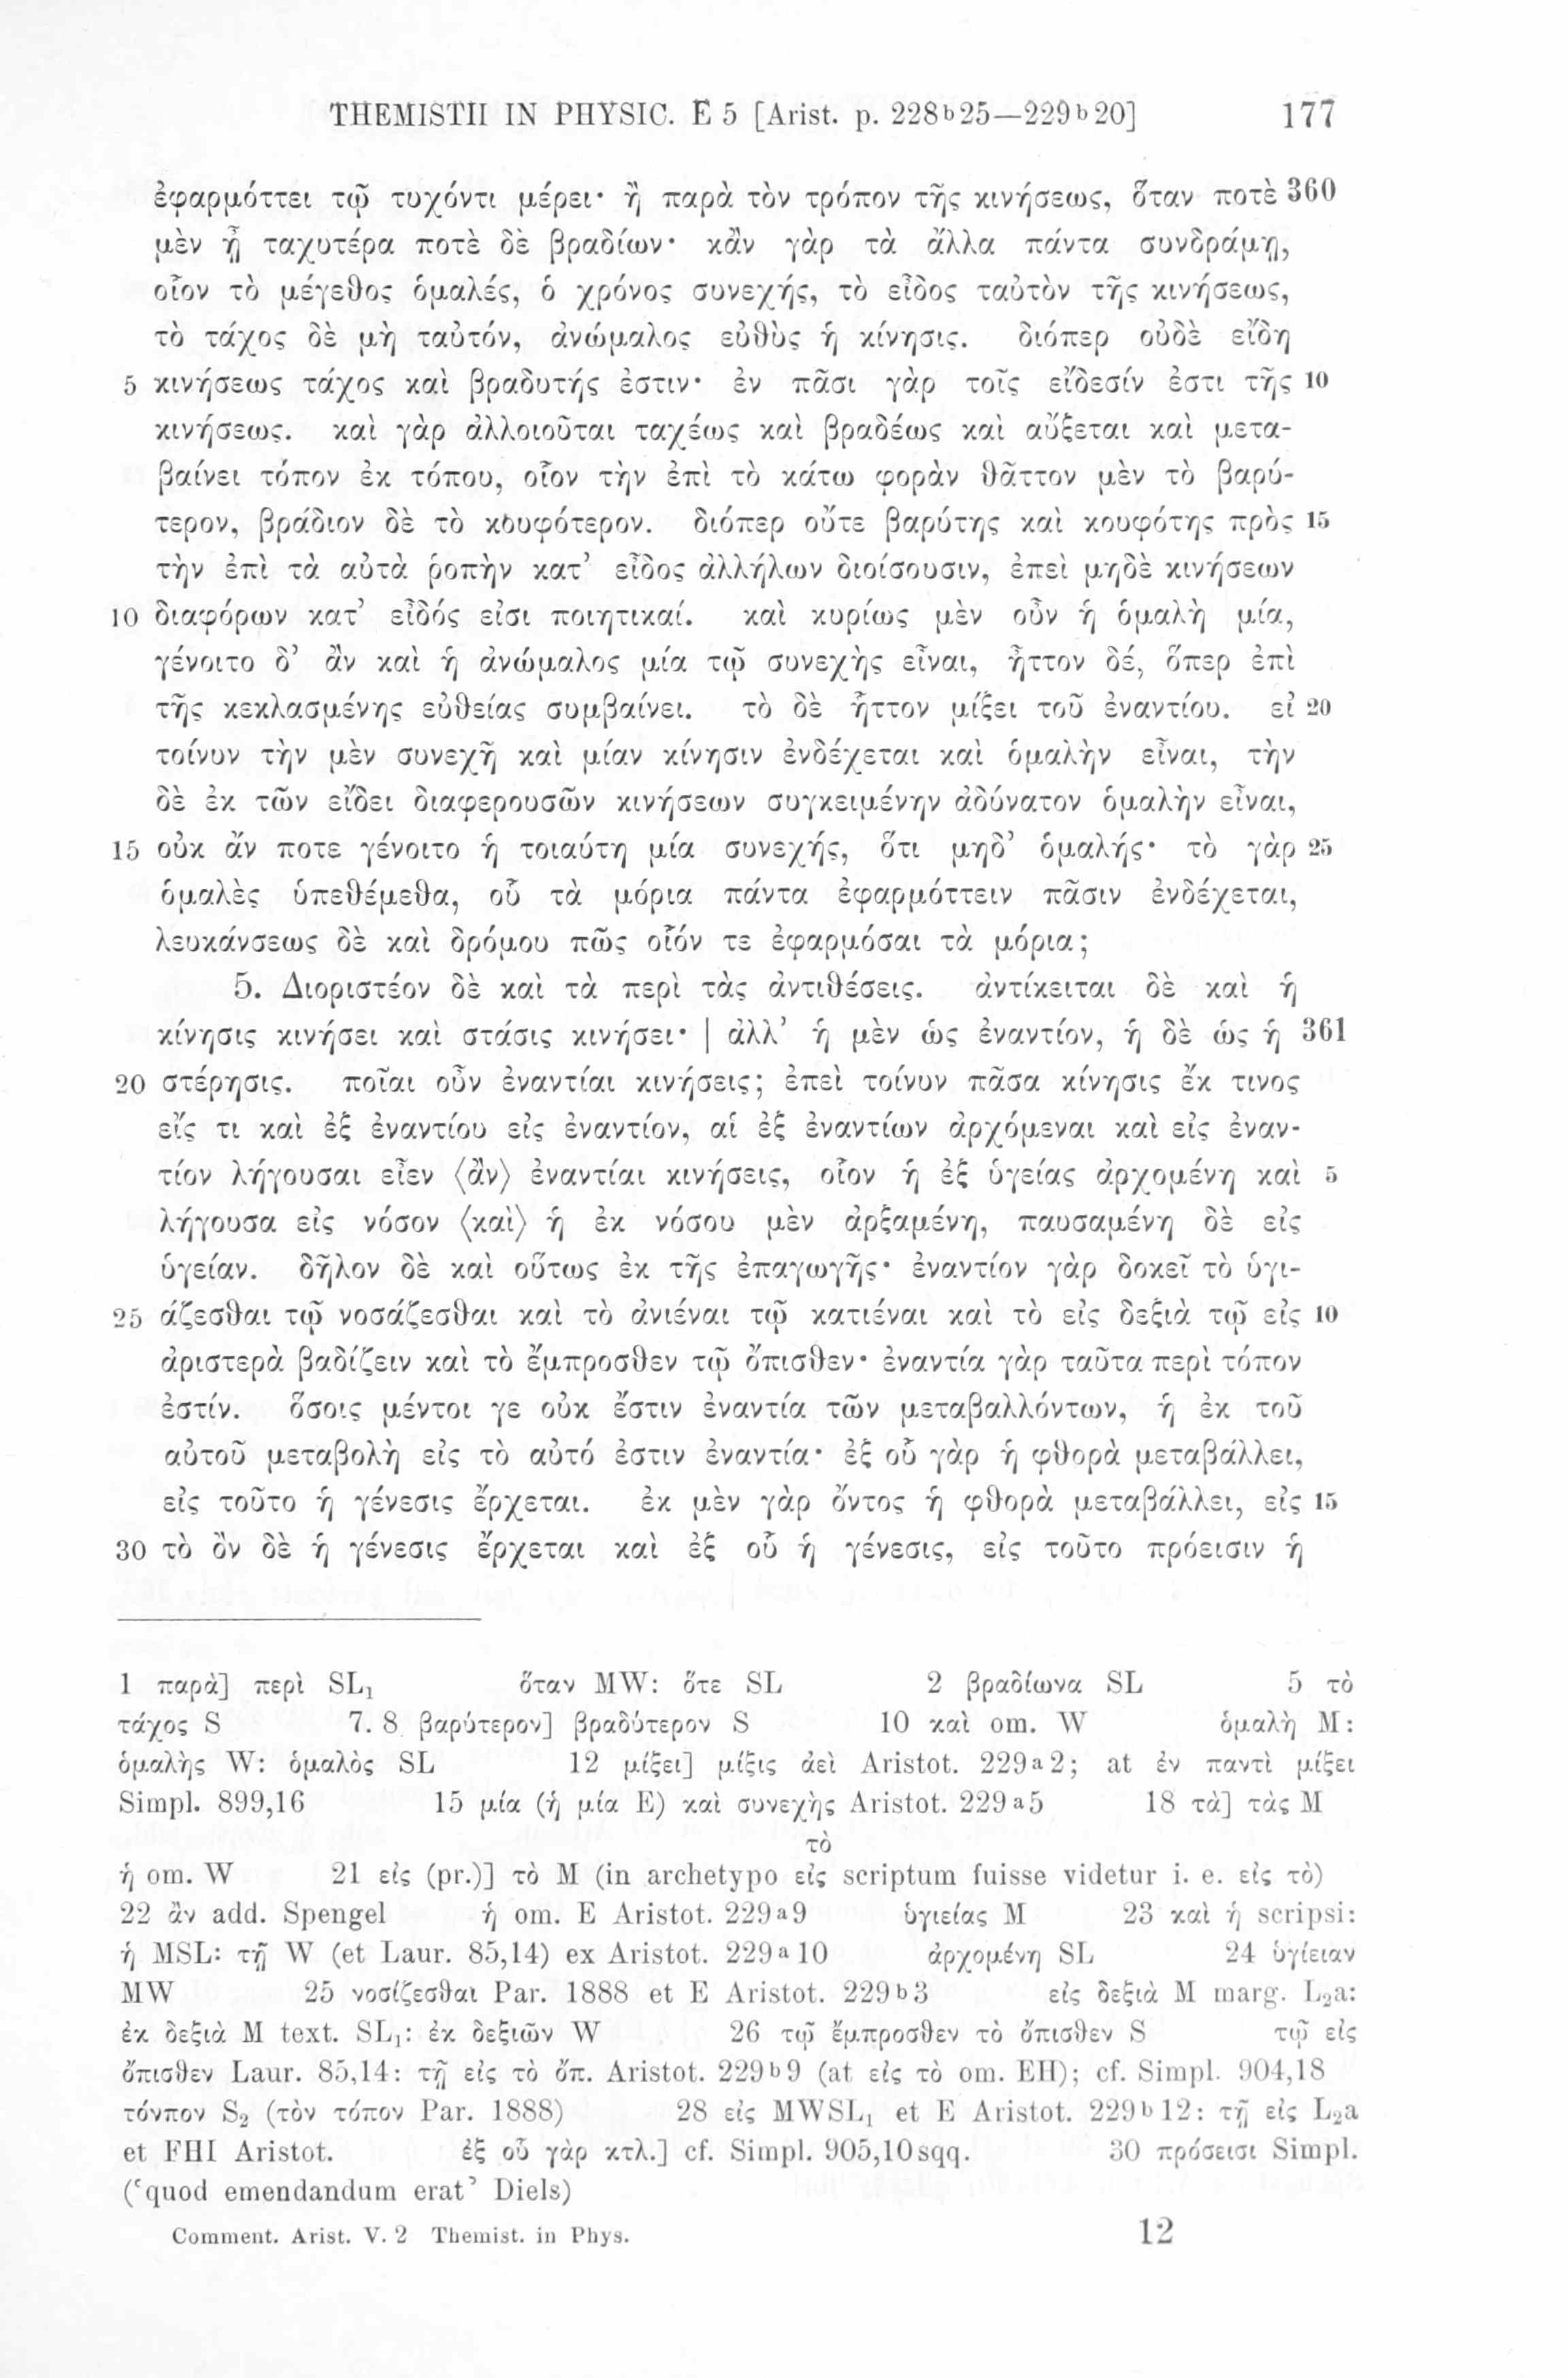 THEMISTII IN PHYSIC. E 5 [Arist. p. 228b25—229b20] 177
ἐφαρμόττει τῷ τυχόντι μέρει· ἢ παρὰ τὸν τρόπον τῆς κινήσεως, ὅταν ποτὲ 360
μὲν ᾖ ταχυτέρα ποτὲ δὲ βραδίων· κἂν γὰρ τὰ ἄλλα πάντα συνδράμῃ,
οἷον τὸ μέγεθος ὁμαλές, ὁ χρόνος συνεχής, τὸ εἶδος ταὐτὸν τῆς κινήσεως,
τὸ τάχος δὲ μὴ ταὐτόν, ἀνώμαλος εὐθὺς ἡ κίνησις. διόπερ οὐδὲ εἴδη
5 κινήσεως τάχος καὶ βραδυτής ἐστιν· ἐν πᾶσι γὰρ τοῖς εἴδεσίν ἐστι τῆς 10
κινήσεως. καὶ γὰρ ἀλλοιοῦται ταχέως καὶ βραδέως καὶ αὔξεται καὶ μετα-
βαίνει τόπον ἐκ τόπου, οἷον τὴν ἐπὶ τὸ κάτω φορὰν θᾶττον μὲν τὸ βαρύ-
τερον, βράδιον δὲ τὸ κουφότερον. διόπερ οὔτε βαρύτης καὶ κουφότης πρὸς 15
τὴν ἐπὶ τὰ αὐτὰ ῥοπὴν κατ’ εἶδος ἀλλήλων διοίσουσιν, ἐπεὶ μηδὲ κινήσεων
10 διαφόρων κατ’ εἶδός εἰσι ποιητικαί. καὶ κυρίως μὲν οὖν ἡ ὁμαλὴ μία,
γένοιτο δ’ ἂν καὶ ἡ ἀνώμαλος μία τῷ συνεχὴς εἶναι, ἧττον δέ, ὅπερ ἐπὶ
τῆς κεκλασμένης εὐθείας συμβαίνει. τὸ δὲ ἧττον μίξει τοῦ ἐναντίου. εἰ 20
τοίνυν τὴν μὲν συνεχῆ καὶ μίαν κίνησιν ἐνδέχεται καὶ ὁμαλὴν εἶναι, τὴν
δὲ ἐκ τῶν εἴδει διαφερουσῶν κινήσεων συγκειμένην ἀδύνατον ὁμαλὴν εἶναι,
15 οὐκ ἄν ποτε γένοιτο ἡ τοιαύτη μία συνεχής, ὅτι μηδ’ ὁμαλής· τὸ γὰρ 25
ὁμαλὲς ὑπεθέμεθα, οὗ τὰ μόρια πάντα ἐφαρμόττειν πᾶσιν ἐνδέχεται,
λευκάνσεως δὲ καὶ δρόμου πῶς οἷόν τε ἐφαρμόσαι τὰ μόρια;
5. Διοριστέον δὲ καὶ τὰ περὶ τὰς ἀντιθέσεις. ἀντίκειται δὲ καὶ ἡ
κίνησις κινήσει καὶ στάσις κινήσει· | ἀλλ’ ἡ μὲν ὡς ἐναντίον, ἡ δὲ ὡς ἡ 361
20 στέρησις. ποῖαι οὖν ἐναντίαι κινήσεις; ἐπεὶ τοίνυν πᾶσα κίνησις ἔκ τινος
εἴς τι καὶ ἐξ ἐναντίου εἰς ἐναντίον, αἱ ἐξ ἐναντίων ἀρχόμεναι καὶ εἰς ἐναν-
τίον λήγουσαι εἶεν ⟨ἂν⟩ ἐναντίαι κινήσεις, οἷον ἡ ἐξ ὑγείας ἀρχομένη καὶ 5
λήγουσα εἰς νόσον ⟨καὶ⟩ ἡ ἐκ νόσου μὲν ἀρξαμένη, παυσαμένη δὲ εἰς
ὑγείαν. δῆλον δὲ καὶ οὕτως ἐκ τῆς ἐπαγωγῆς· ἐναντίον γὰρ δοκεῖ τὸ ὑγι-
25 άζεσθαι τῷ νοσάζεσθαι καὶ τὸ ἀνιέναι τῷ κατιέναι καὶ τὸ εἰς δεξιὰ τῷ εἰς 10
ἀριστερὰ βαδίζειν καὶ τὸ ἔμπροσθεν τῷ ὄπισθεν· ἐναντία γὰρ ταῦτα περὶ τόπον
ἐστίν. ὅσοις μέντοι γε οὐκ ἔστιν ἐναντία τῶν μεταβαλλόντων, ἡ ἐκ τοῦ
αὐτοῦ μεταβολὴ εἰς τὸ αὐτό ἐστιν ἐναντία· ἐξ οὗ γὰρ ἡ φθορὰ μεταβάλλει,
εἰς τοῦτο ἡ γένεσις ἔρχεται. ἐκ μὲν γὰρ ὄντος ἡ φθορὰ μεταβάλλει, εἰς 15
30 τὸ ὂν δὲ ἡ γένεσις ἔρχεται καὶ ἐξ οὗ ἡ γένεσις, εἰς τοῦτο πρόεισιν ἡ
1 παρὰ] περὶ SL₁ ὅταν MW: ὅτε SL 2 βραδίωνα SL 5 τὸ
τάχος S 7. 8 βαρύτερον] βραδύτερον S 10 καὶ om. W ὁμαλὴ M:
ὁμαλὴς W: ὁμαλὸς SL 12 μίξει] μίξις ἀεὶ Aristot. 229a2; at ἐν παντὶ μίξει
Simpl. 899,16 15 μία (ἡ μία E) καὶ συνεχὴς Aristot. 229a5 18 τὰ] τὰς M
τὸ
ἡ om. W 21 εἰς (pr.)] τὸ M (in archetypo εἰς scriptum fuisse videtur i. e. εἰς τὸ)
22 ἂν add. Spengel ἡ om. E Aristot. 229a9 ὑγιείας M 23 καὶ ἡ scripsi:
ἡ MSL: τῇ W (et Laur. 85,14) ex Aristot. 229a10 ἀρχομένη SL 24 ὑγίειαν
MW 25 νοσίζεσθαι Par. 1888 et E Aristot. 229b3 εἰς δεξιὰ M marg. L₂a:
ἐκ δεξιὰ M text. SL₁: ἐκ δεξιῶν W 26 τῷ ἔμπροσθεν τὸ ὄπισθεν S τῷ εἰς
ὄπισθεν Laur. 85,14: τῇ εἰς τὸ ὄπ. Aristot. 229b9 (at εἰς τὸ om. EH); cf. Simpl. 904,18
τόνπον S₂ (τὸν τόπον Par. 1888) 28 εἰς MWSL₁ et E Aristot. 229b12: τῇ εἰς L₂a
et FHI Aristot. ἐξ οὗ γὰρ κτλ.] cf. Simpl. 905,10sqq. 30 πρόσεισι Simpl.
(‘quod emendandum erat’ Diels)
Comment. Arist. V. 2 Themist. in Phys. 12